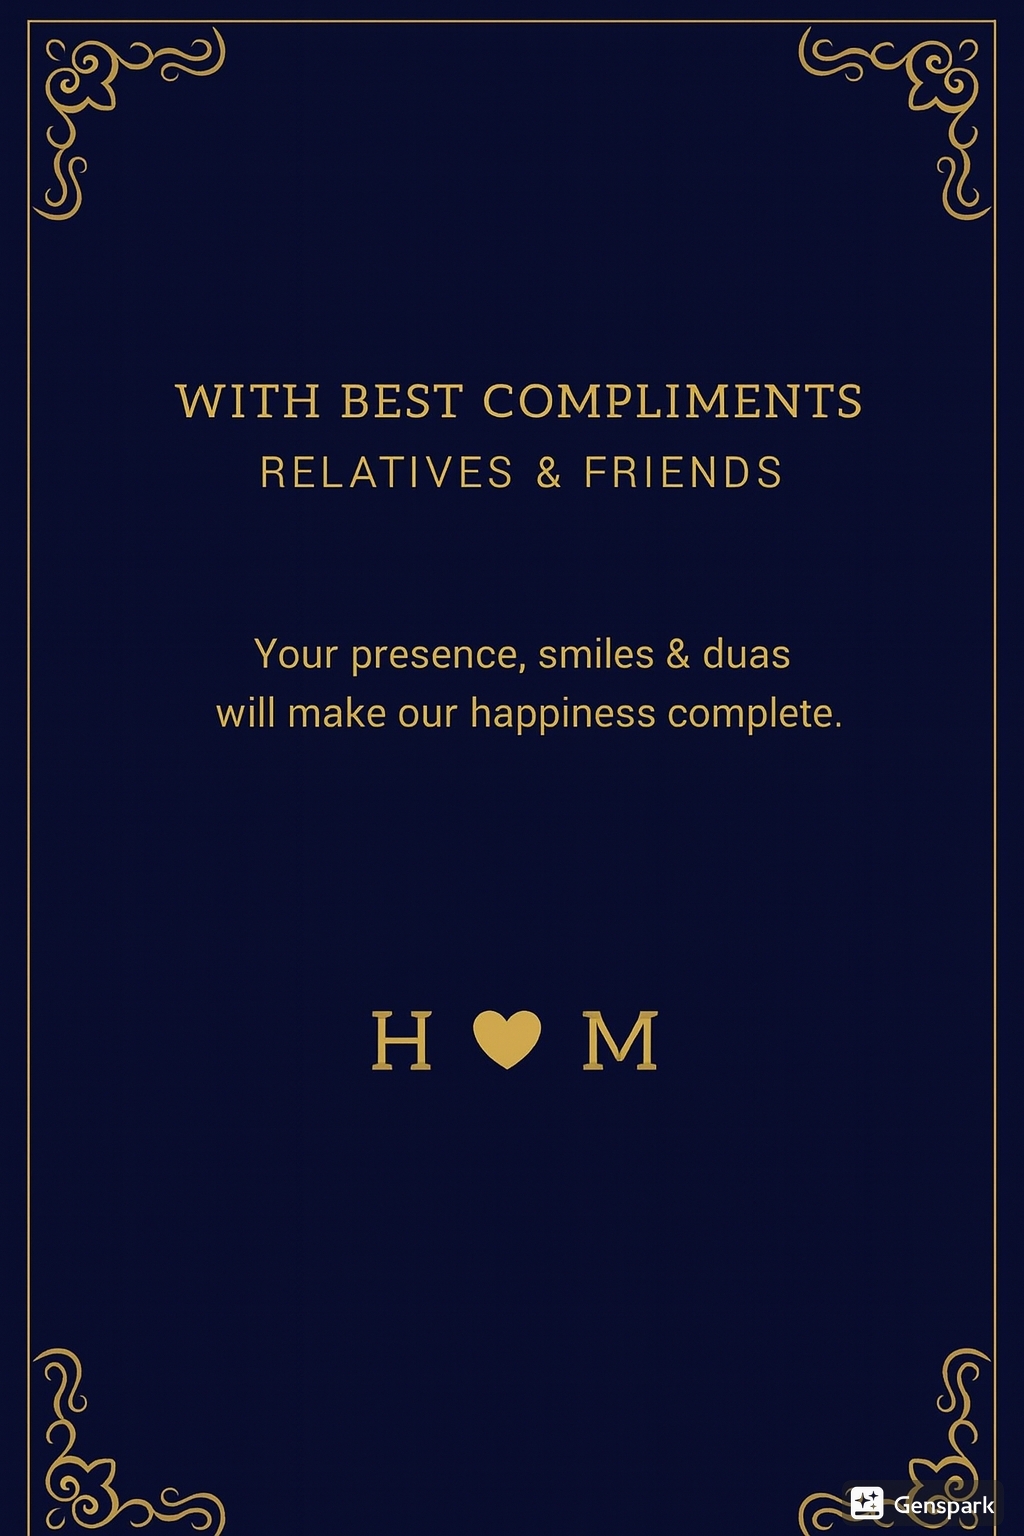 WITH BEST COMPLIMENTS
RELATIVES & FRIENDS
Your presence, smiles & duas
will make our happiness complete.
H M
Genspark